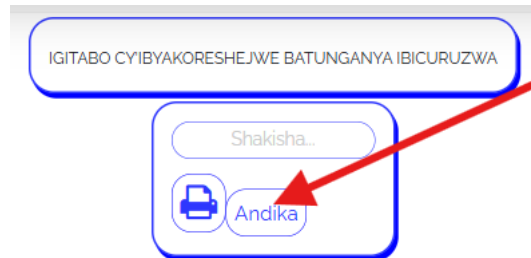 IGITABO CY'IBYAKORESHEJWE BATUNGANYA IBICURUZWA
Shakisha...
Andika